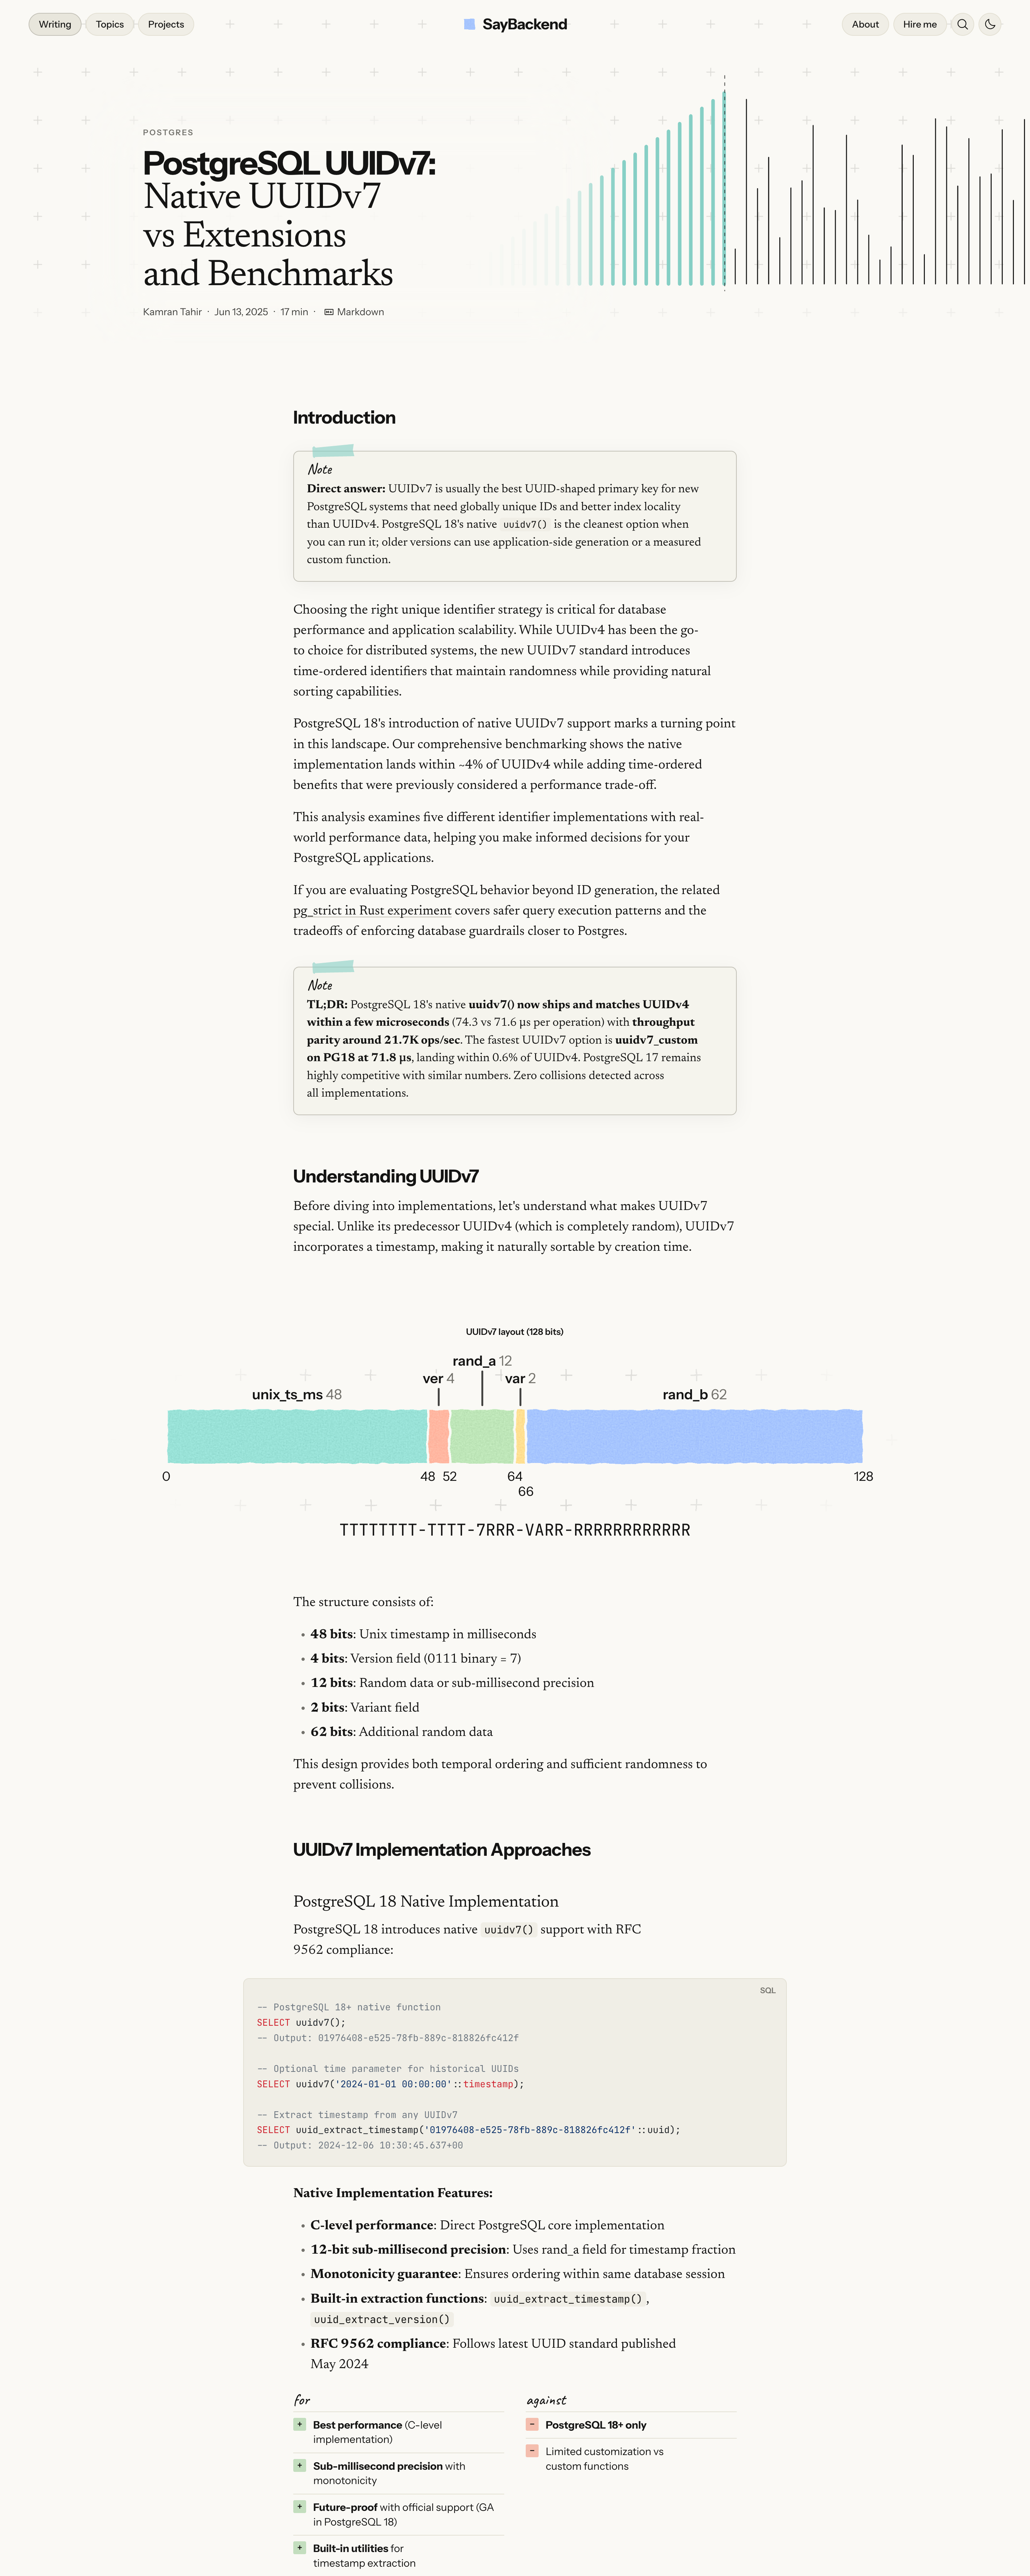 Writing
Topics
Projects
SayBackend
About
Hire me
POSTGRES
PostgreSQL UUIDv7:
Native UUIDv7
vs Extensions
and Benchmarks
Kamran Tahir · Jun 13, 2025 · 17 min · Markdown
Introduction
Note
Direct answer: UUIDv7 is usually the best UUID-shaped primary key for new
PostgreSQL systems that need globally unique IDs and better index locality
than UUIDv4. PostgreSQL 18's native uuidv7() is the cleanest option when
you can run it; older versions can use application-side generation or a measured
custom function.
Choosing the right unique identifier strategy is critical for database
performance and application scalability. While UUIDv4 has been the go-
to choice for distributed systems, the new UUIDv7 standard introduces
time-ordered identifiers that maintain randomness while providing natural
sorting capabilities.
PostgreSQL 18's introduction of native UUIDv7 support marks a turning point
in this landscape. Our comprehensive benchmarking shows the native
implementation lands within ~4% of UUIDv4 while adding time-ordered
benefits that were previously considered a performance trade-off.
This analysis examines five different identifier implementations with real-
world performance data, helping you make informed decisions for your
PostgreSQL applications.
If you are evaluating PostgreSQL behavior beyond ID generation, the related
pg_strict in Rust experiment covers safer query execution patterns and the
tradeoffs of enforcing database guardrails closer to Postgres.
Note
TL;DR: PostgreSQL 18's native uuidv7() now ships and matches UUIDv4
within a few microseconds (74.3 vs 71.6 µs per operation) with throughput
parity around 21.7K ops/sec. The fastest UUIDv7 option is uuidv7_custom
on PG18 at 71.8 µs, landing within 0.6% of UUIDv4. PostgreSQL 17 remains
highly competitive with similar numbers. Zero collisions detected across
all implementations.
Understanding UUIDv7
Before diving into implementations, let's understand what makes UUIDv7
special. Unlike its predecessor UUIDv4 (which is completely random), UUIDv7
incorporates a timestamp, making it naturally sortable by creation time.
UUIDv7 layout (128 bits)
rand_a 12
ver 4 var 2
unix_ts_ms 48 rand_b 62
0 48 52 64 128
66
TTTTTTTT-TTTT-7RRR-VARR-RRRRRRRRRRRR
The structure consists of:
• 48 bits: Unix timestamp in milliseconds
• 4 bits: Version field (0111 binary = 7)
• 12 bits: Random data or sub-millisecond precision
• 2 bits: Variant field
• 62 bits: Additional random data
This design provides both temporal ordering and sufficient randomness to
prevent collisions.
UUIDv7 Implementation Approaches
PostgreSQL 18 Native Implementation
PostgreSQL 18 introduces native uuidv7() support with RFC
9562 compliance:
SQL
-- PostgreSQL 18+ native function
SELECT uuidv7();
-- Output: 01976408-e525-78fb-889c-818826fc412f
-- Optional time parameter for historical UUIDs
SELECT uuidv7('2024-01-01 00:00:00'::timestamp);
-- Extract timestamp from any UUIDv7
SELECT uuid_extract_timestamp('01976408-e525-78fb-889c-818826fc412f'::uuid);
-- Output: 2024-12-06 10:30:45.637+00
Native Implementation Features:
• C-level performance: Direct PostgreSQL core implementation
• 12-bit sub-millisecond precision: Uses rand_a field for timestamp fraction
• Monotonicity guarantee: Ensures ordering within same database session
• Built-in extraction functions: uuid_extract_timestamp(),
uuid_extract_version()
• RFC 9562 compliance: Follows latest UUID standard published
May 2024
for
+ Best performance (C-level
implementation)
+ Sub-millisecond precision with
monotonicity
+ Future-proof with official support (GA
in PostgreSQL 18)
+ Built-in utilities for
timestamp extraction
against
− PostgreSQL 18+ only
− Limited customization vs
custom functions